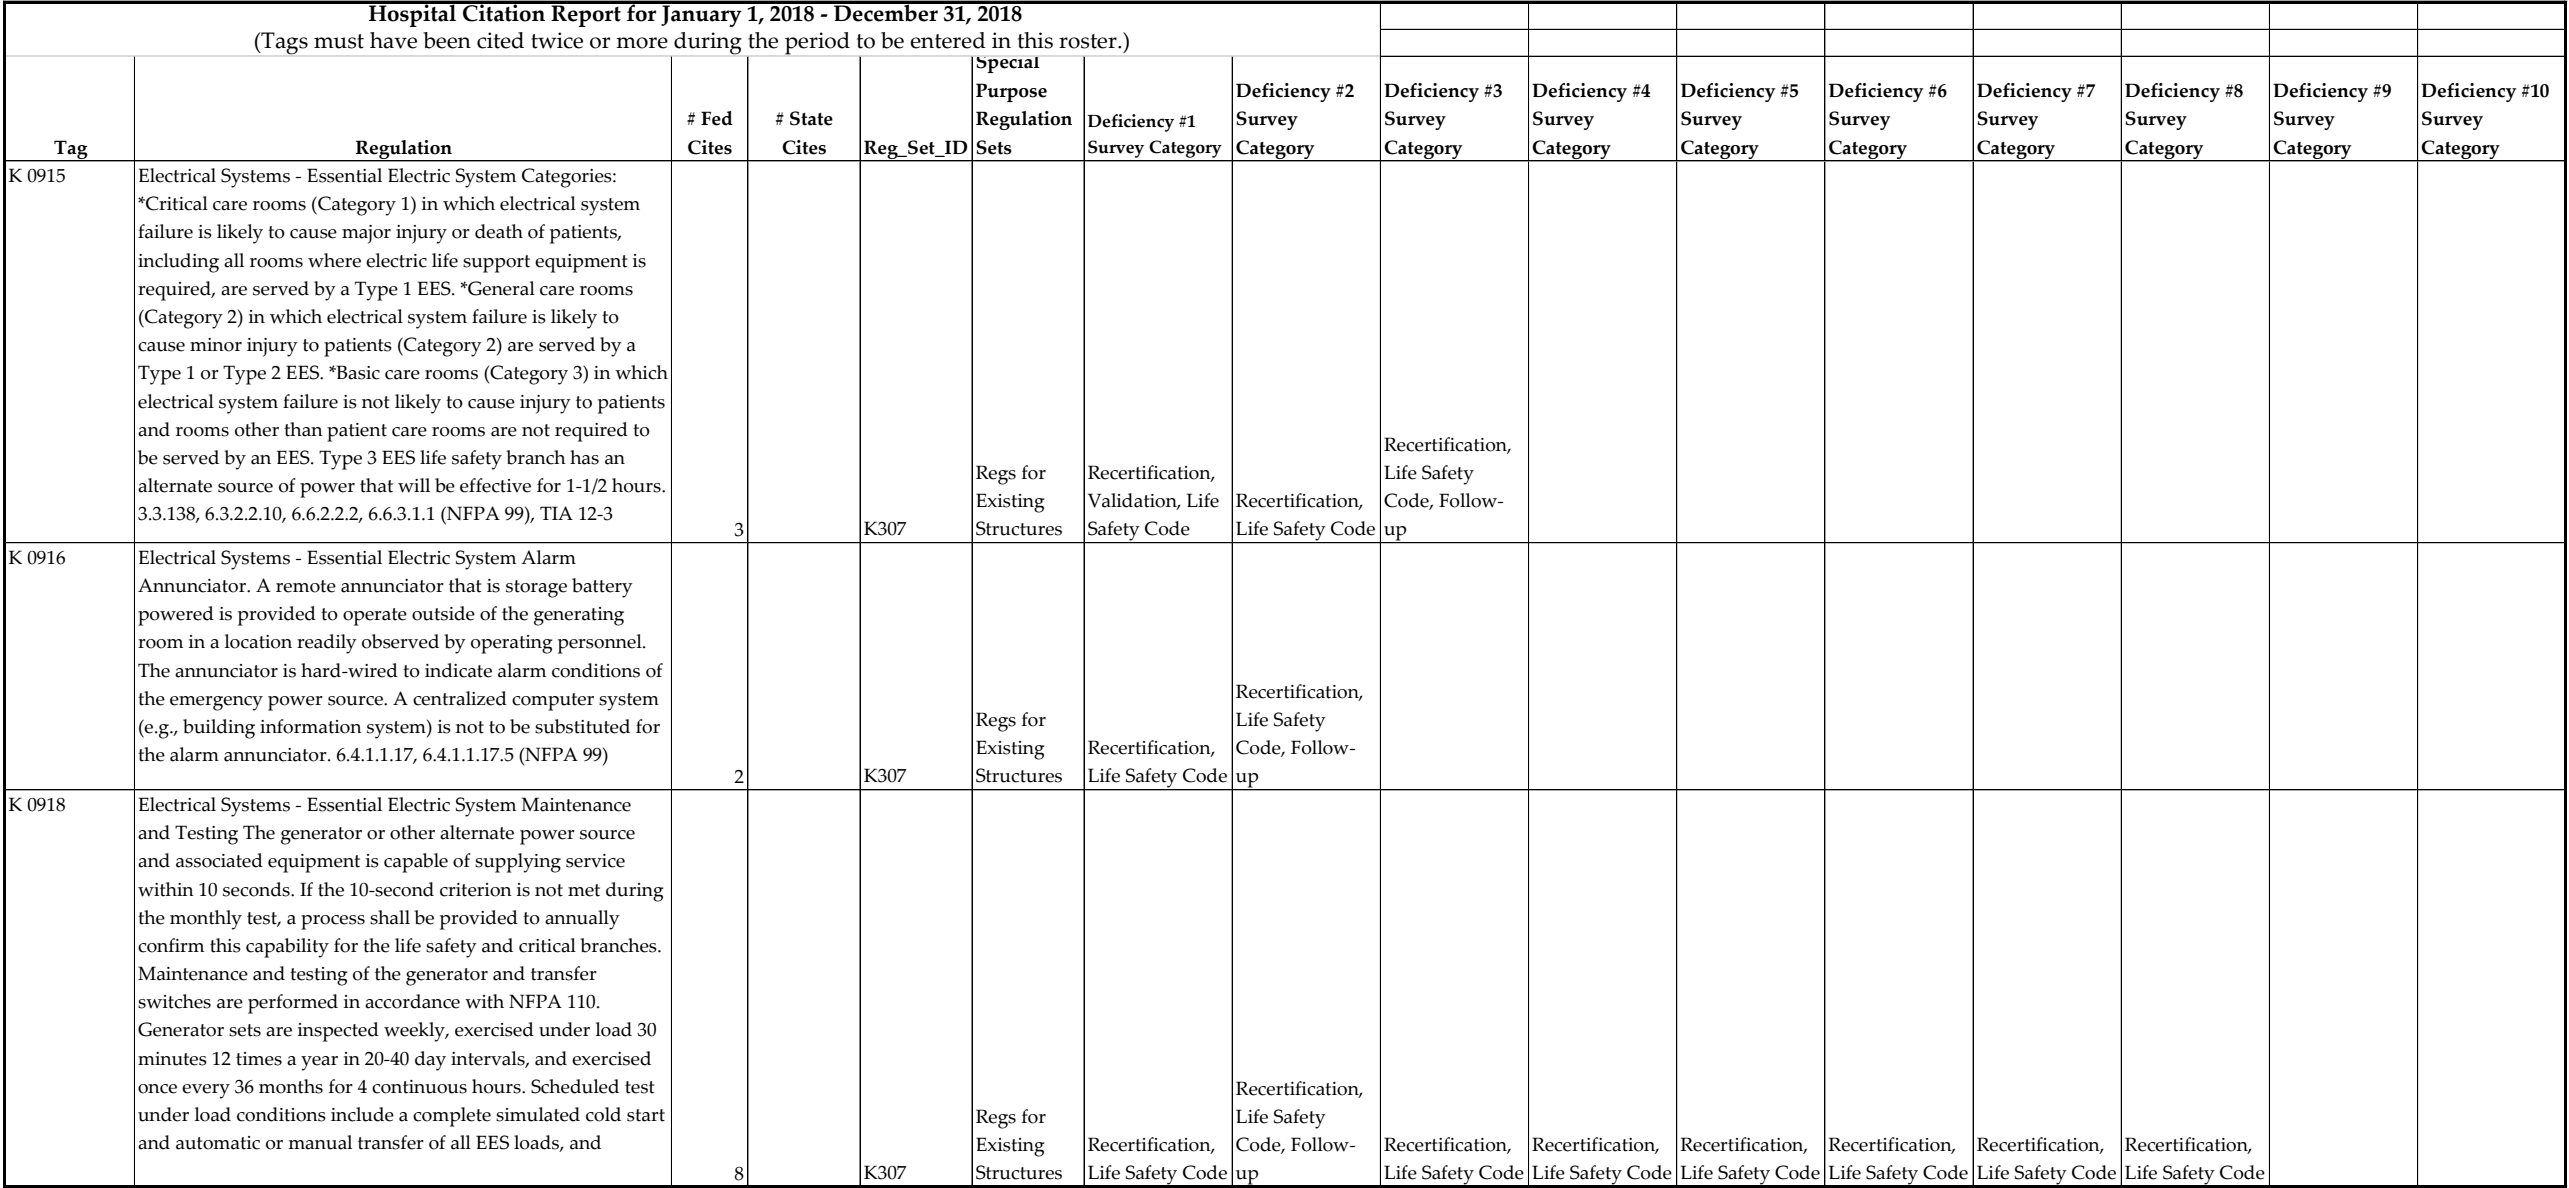 Hospital Citation Report for January 1, 2018 - December 31, 2018
(Tags must have been cited twice or more during the period to be entered in this roster.)
Tag
Regulation
# Fed
Cites
# State
Cites
Reg_Set_ID
Special
Purpose
Regulation
Sets
Deficiency #1
Survey Category
Deficiency #2
Survey
Category
Deficiency #3
Survey
Category
Deficiency #4
Survey
Category
Deficiency #5
Survey
Category
Deficiency #6
Survey
Category
Deficiency #7
Survey
Category
Deficiency #8
Survey
Category
Deficiency #9
Survey
Category
Deficiency #10
Survey
Category
K 0915
Electrical Systems - Essential Electric System Categories:
*Critical care rooms (Category 1) in which electrical system
failure is likely to cause major injury or death of patients,
including all rooms where electric life support equipment is
required, are served by a Type 1 EES. *General care rooms
(Category 2) in which electrical system failure is likely to
cause minor injury to patients (Category 2) are served by a
Type 1 or Type 2 EES. *Basic care rooms (Category 3) in which
electrical system failure is not likely to cause injury to patients
and rooms other than patient care rooms are not required to
be served by an EES. Type 3 EES life safety branch has an
alternate source of power that will be effective for 1-1/2 hours.
3.3.138, 6.3.2.2.10, 6.6.2.2.2, 6.6.3.1.1 (NFPA 99), TIA 12-3
3
K307
Regs for
Existing
Structures
Recertification,
Validation, Life
Safety Code
Recertification,
Life Safety Code
Recertification,
Life Safety
Code, Follow-
up
K 0916
Electrical Systems - Essential Electric System Alarm
Annunciator. A remote annunciator that is storage battery
powered is provided to operate outside of the generating
room in a location readily observed by operating personnel.
The annunciator is hard-wired to indicate alarm conditions of
the emergency power source. A centralized computer system
(e.g., building information system) is not to be substituted for
the alarm annunciator. 6.4.1.1.17, 6.4.1.1.17.5 (NFPA 99)
2
K307
Regs for
Existing
Structures
Recertification,
Life Safety Code
Recertification,
Life Safety
Code, Follow-
up
K 0918
Electrical Systems - Essential Electric System Maintenance
and Testing The generator or other alternate power source
and associated equipment is capable of supplying service
within 10 seconds. If the 10-second criterion is not met during
the monthly test, a process shall be provided to annually
confirm this capability for the life safety and critical branches.
Maintenance and testing of the generator and transfer
switches are performed in accordance with NFPA 110.
Generator sets are inspected weekly, exercised under load 30
minutes 12 times a year in 20-40 day intervals, and exercised
once every 36 months for 4 continuous hours. Scheduled test
under load conditions include a complete simulated cold start
and automatic or manual transfer of all EES loads, and
8
K307
Regs for
Existing
Structures
Recertification,
Life Safety Code
Recertification,
Life Safety
Code, Follow-
up
Recertification,
Life Safety Code
Recertification,
Life Safety Code
Recertification,
Life Safety Code
Recertification,
Life Safety Code
Recertification,
Life Safety Code
Recertification,
Life Safety Code